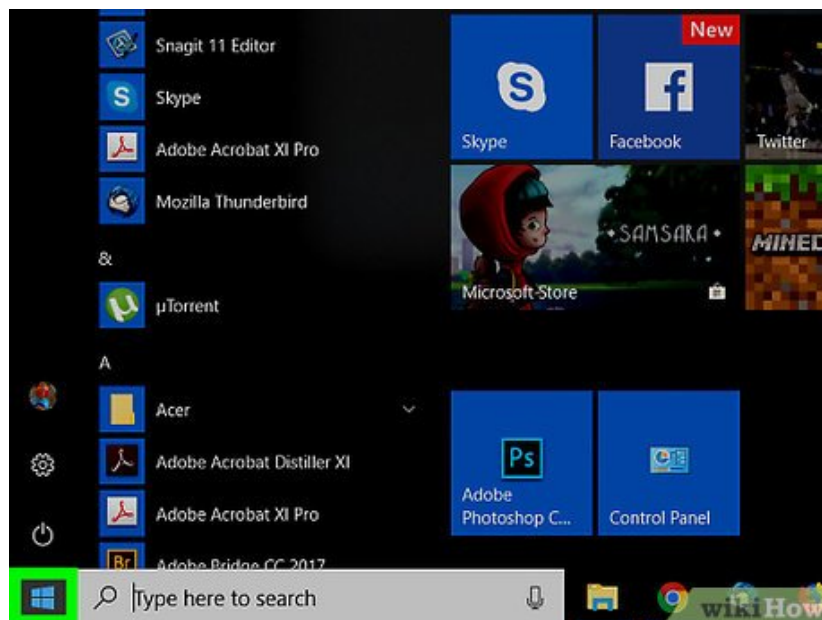 Snagit 11 Editor
Skype
Adobe Acrobat XI Pro
Mozilla Thunderbird
&
µTorrent
A
Acer
Adobe Acrobat Distiller XI
Adobe Acrobat XI Pro
Adobe Bridge CC 2017
Type here to search
New
Skype
Facebook
Twitter
SAMSARA
Microsoft Store
MINEC
Ps
Adobe
Photoshop C...
Control Panel
Br
wikiHow